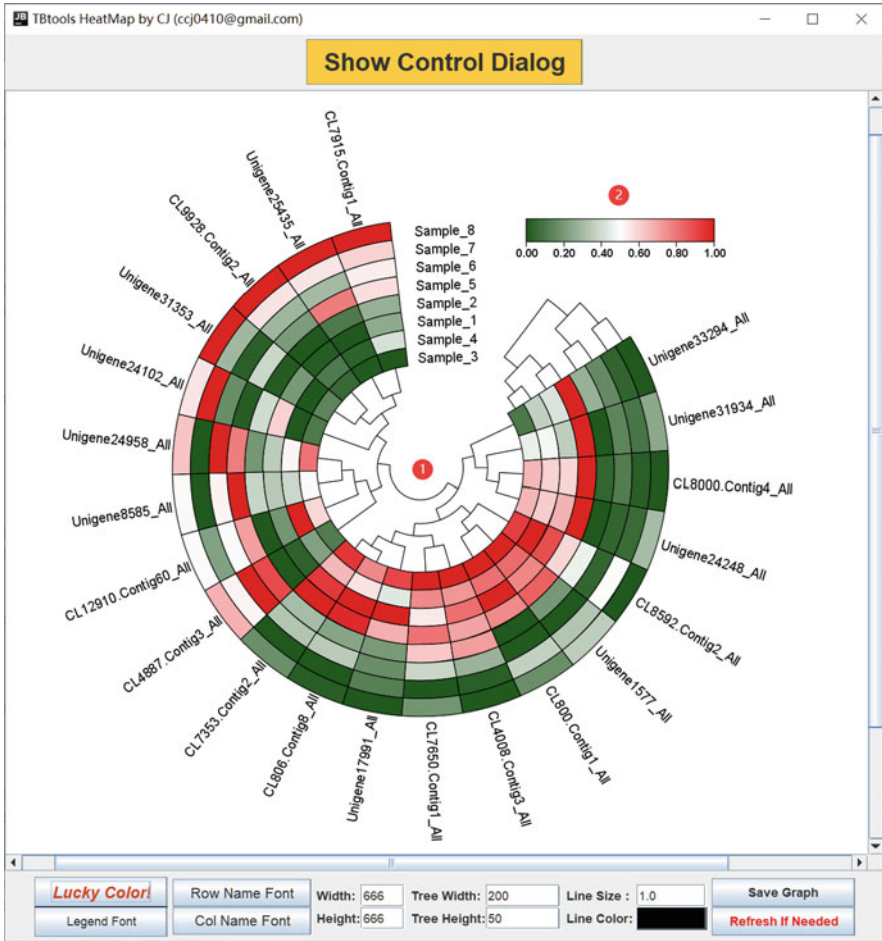 JB TBtools HeatMap by CJ (ccj0410@gmail.com)
Show Control Dialog
CL7915.Contig1_All
Unigene25435_All
CL9928.Contig2_All
Unigene31353_All
Unigene24102_All
Unigene24958_All
Unigene8585_All
CL12910.Contig60_All
CL4887.Contig3_All
CL7353.Contig2_All
CL806.Contig8_All
Unigene17991_All
CL7650.Contig1_All
CL4008.Contig3_All
CL800.Contig1_All
Unigene1577_All
CL8592.Contig2_All
Unigene24248_All
CL8000.Contig4_All
Unigene31934_All
Unigene33294_All
Sample_8
Sample_7
Sample_6
Sample_5
Sample_2
Sample_1
Sample_4
Sample_3
2
0.00 0.20 0.40 0.60 0.80 1.00
1
Lucky Color! Row Name Font Width: 666 Tree Width: 200 Line Size : 1.0 Save Graph
Legend Font Col Name Font Height: 666 Tree Height: 50 Line Color: Refresh If Needed